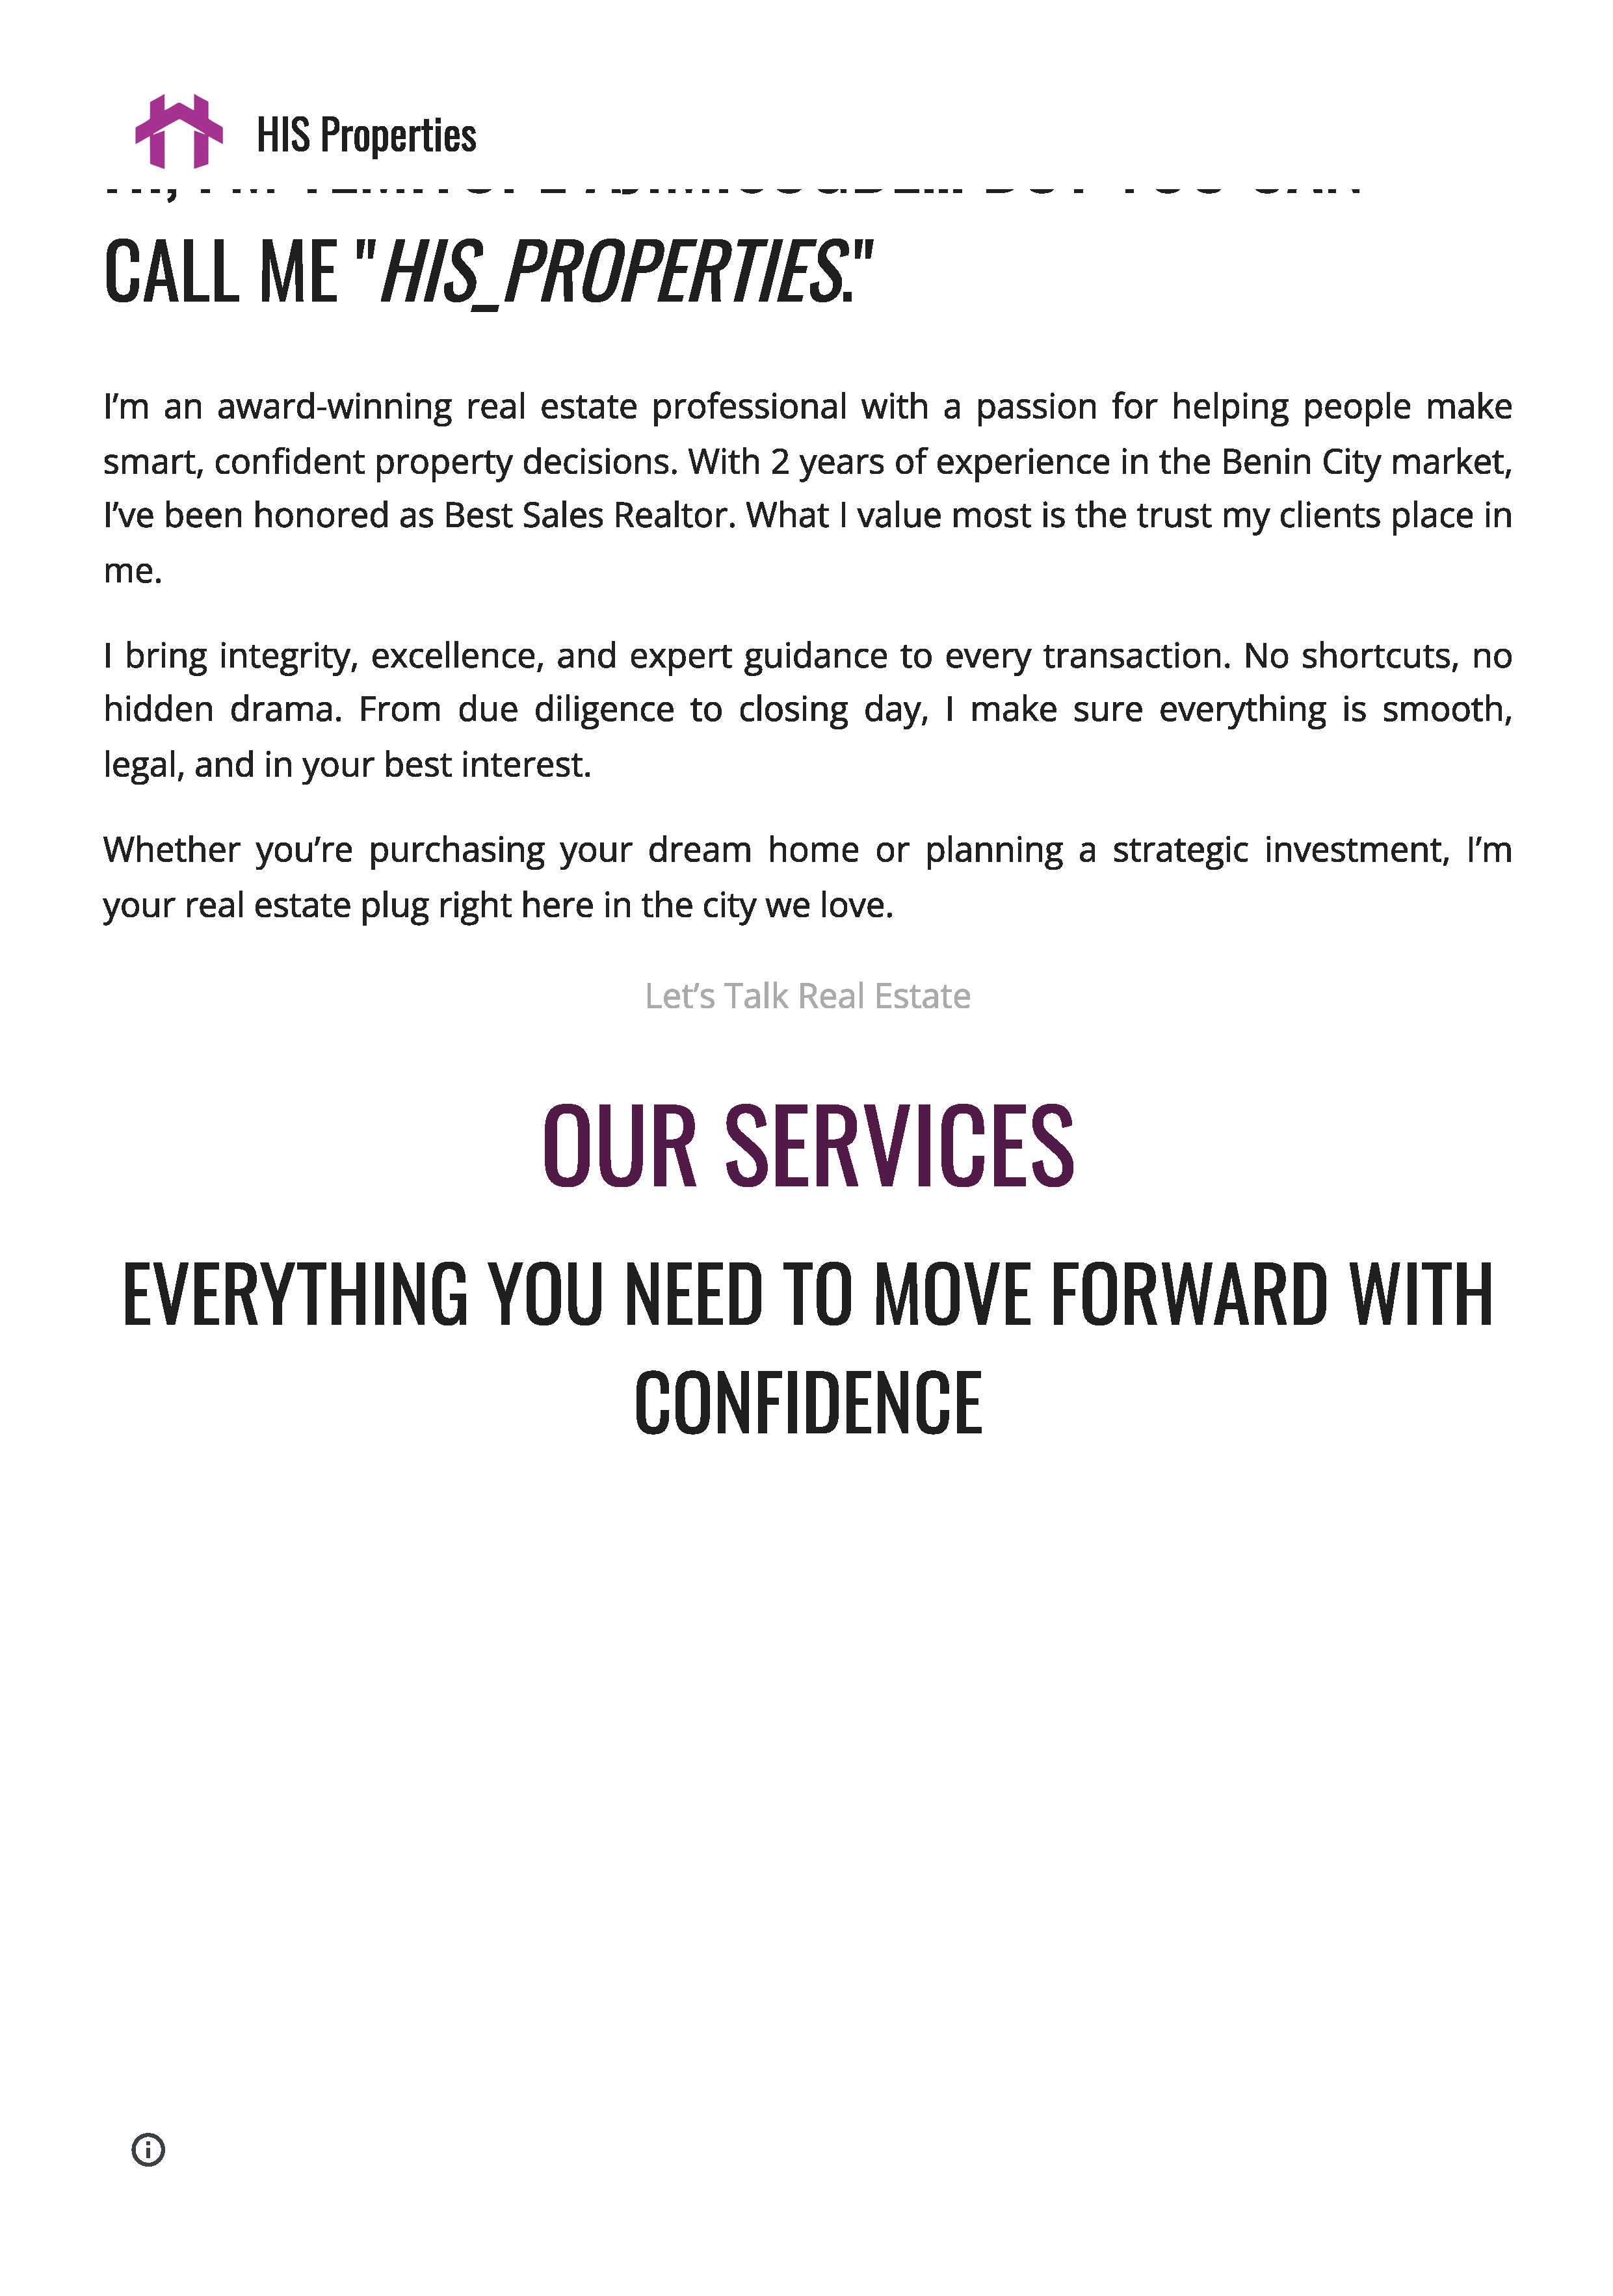 HIS Properties
CALL ME "HIS_PROPERTIES."
I’m an award-winning real estate professional with a passion for helping people make
smart, confident property decisions. With 2 years of experience in the Benin City market,
I’ve been honored as Best Sales Realtor. What I value most is the trust my clients place in
me.
I bring integrity, excellence, and expert guidance to every transaction. No shortcuts, no
hidden drama. From due diligence to closing day, I make sure everything is smooth,
legal, and in your best interest.
Whether you’re purchasing your dream home or planning a strategic investment, I’m
your real estate plug right here in the city we love.
Let’s Talk Real Estate
OUR SERVICES
EVERYTHING YOU NEED TO MOVE FORWARD WITH
CONFIDENCE